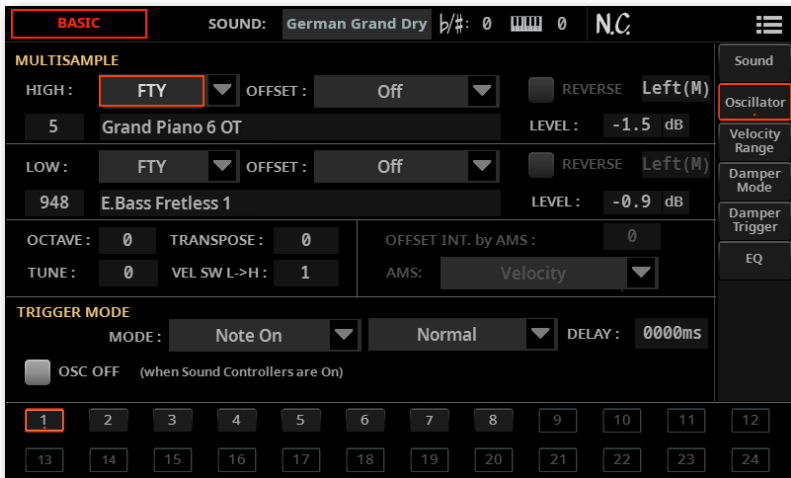 BASIC SOUND: German Grand Dry ♭/#: 0 0 N.C.
MULTISAMPLE
HIGH : FTY OFFSET : Off REVERSE Left(M)
5 Grand Piano 6 OT LEVEL : -1.5 dB
LOW : FTY OFFSET : Off REVERSE Left(M)
948 E.Bass Fretless 1 LEVEL : -0.9 dB
OCTAVE : 0 TRANSPOSE : 0 OFFSET INT. by AMS : 0
TUNE : 0 VEL SW L->H : 1 AMS: Velocity
TRIGGER MODE
MODE : Note On Normal DELAY : 0000ms
OSC OFF (when Sound Controllers are On)
Sound
Oscillator
Velocity
Range
Damper
Mode
Damper
Trigger
EQ
1 2 3 4 5 6 7 8 9 10 11 12
13 14 15 16 17 18 19 20 21 22 23 24